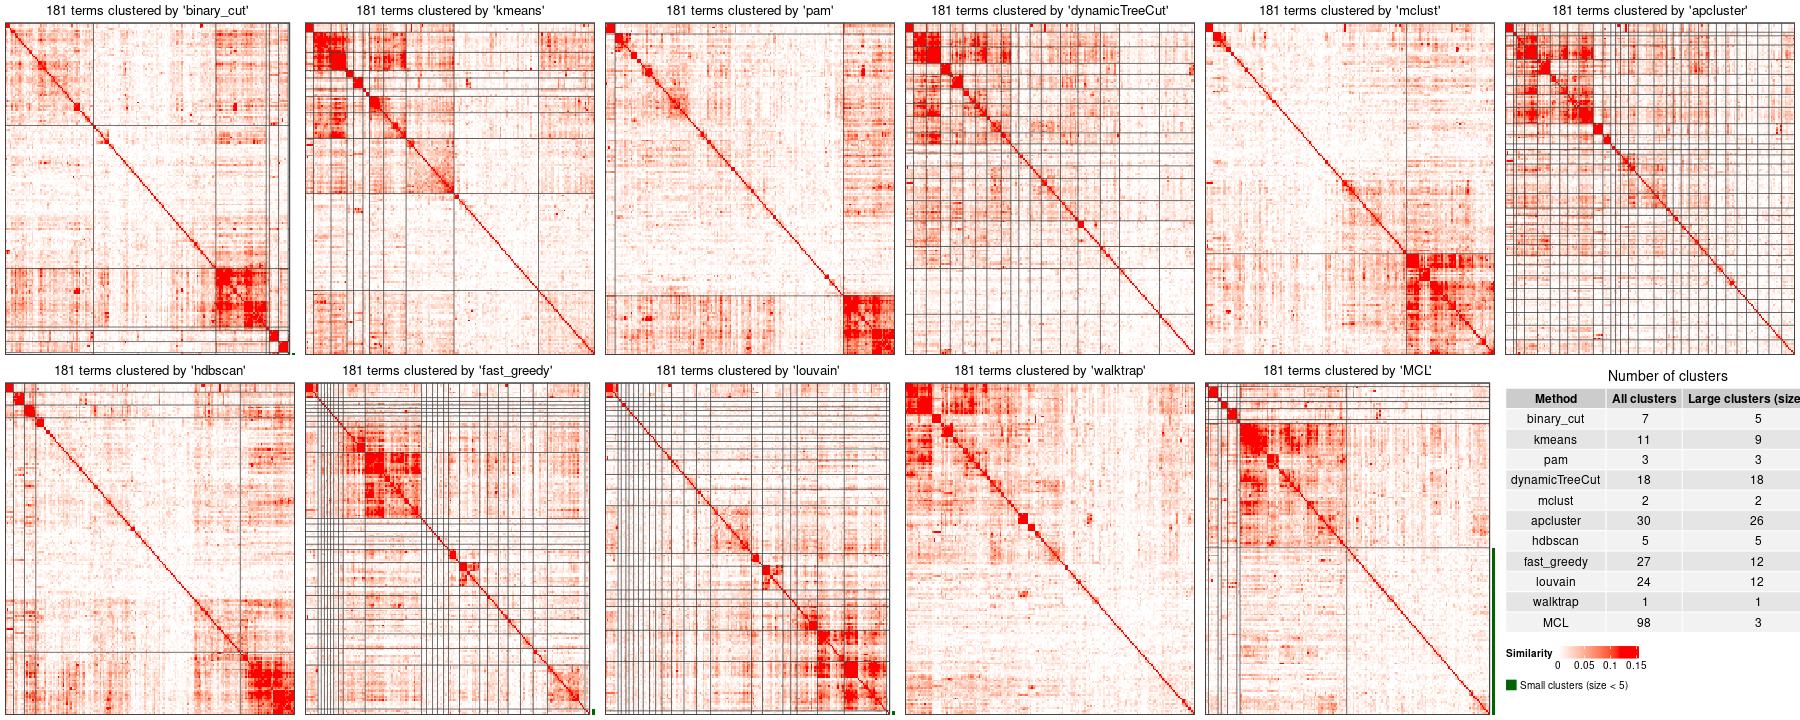 181 terms clustered by 'binary_cut'
181 terms clustered by 'kmeans'
181 terms clustered by 'pam'
181 terms clustered by 'dynamicTreeCut'
181 terms clustered by 'mclust'
181 terms clustered by 'apcluster'
181 terms clustered by 'hdbscan'
181 terms clustered by 'fast_greedy'
181 terms clustered by 'louvain'
181 terms clustered by 'walktrap'
181 terms clustered by 'MCL'
Number of clusters
Method All clusters Large clusters (size
binary_cut 7 5
kmeans 11 9
pam 3 3
dynamicTreeCut 18 18
mclust 2 2
apcluster 30 26
hdbscan 5 5
fast_greedy 27 12
louvain 24 12
walktrap 1 1
MCL 98 3
Similarity
0 0.05 0.1 0.15
Small clusters (size < 5)